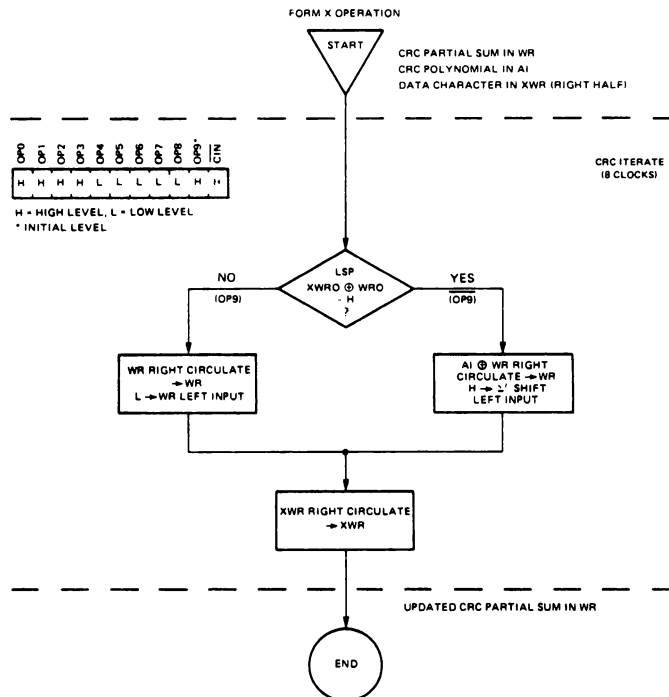 FORM X OPERATION
START
CRC PARTIAL SUM IN WR
CRC POLYNOMIAL IN AI
DATA CHARACTER IN XWR (RIGHT HALF)
OP0 OP1 OP2 OP3 OP4 OP5 OP6 OP7 OP8 OP9* CIN
H H H H L L L L L H H
H = HIGH LEVEL, L = LOW LEVEL
* INITIAL LEVEL
CRC ITERATE
(8 CLOCKS)
LSP
XWRO ⊕ WRO
- H
?
NO
(OP9)
YES
(OP9)
WR RIGHT CIRCULATE
→ WR
L → WR LEFT INPUT
AI ⊕ WR RIGHT
CIRCULATE → WR
H → Σ' SHIFT
LEFT INPUT
XWR RIGHT CIRCULATE
→ XWR
UPDATED CRC PARTIAL SUM IN WR
END